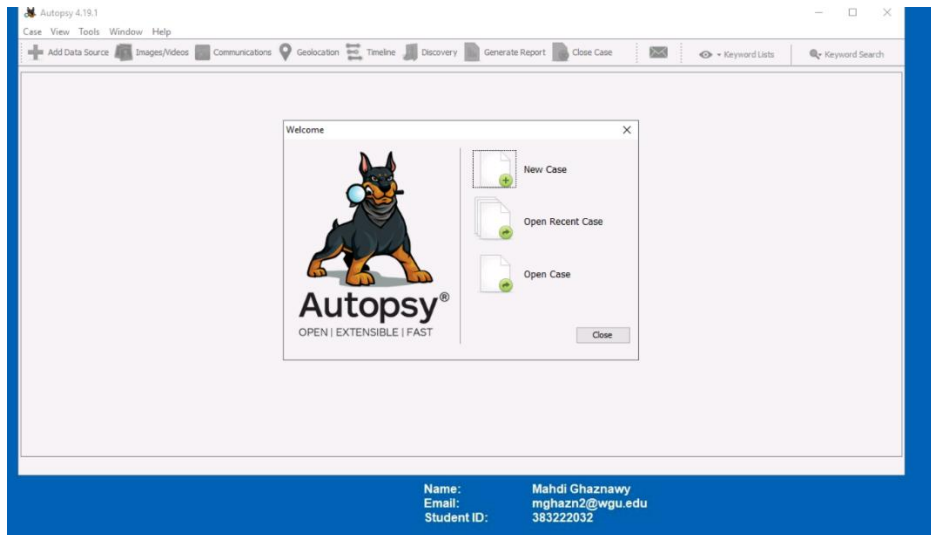 Autopsy 4.19.1
Case View Tools Window Help
Add Data Source Images/Videos Communications Geolocation Timeline Discovery Generate Report Close Case Keyword Lists Keyword Search
Welcome
New Case
Open Recent Case
Open Case
Autopsy®
OPEN | EXTENSIBLE | FAST
Close
Name: Mahdi Ghaznawy
Email: mghazn2@wgu.edu
Student ID: 383222032